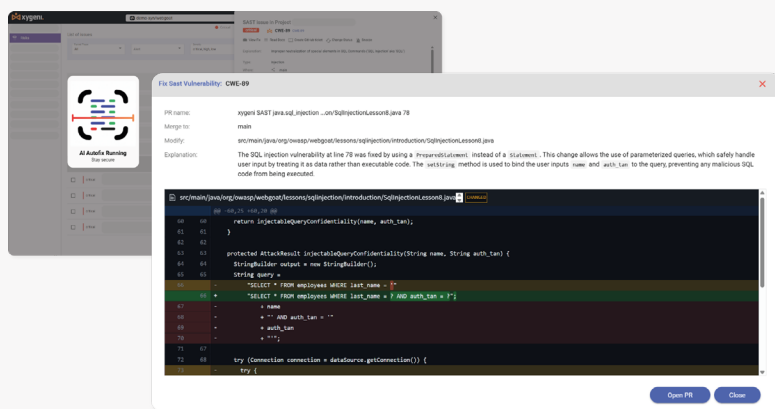 xygeni.
SAST issue in Project
List of Issues
CWE-89
AI Autofix Running
Stay secure
Fix Sast Vulnerability: CWE-89
PR name: xygeni SAST java.sql_injection ...on/SqlInjectionLesson8.java 78
Merge to: main
Modify: src/main/java/org/owasp/webgoat/lessons/sqlinjection/introduction/SqlInjectionLesson8.java
Explanation: The SQL injection vulnerability at line 78 was fixed by using a PreparedStatement instead of a Statement. This change allows the use of parameterized queries, which safely handle
user input by treating it as data rather than executable code. The setString method is used to bind the user inputs name and auth_tan to the query, preventing any malicious SQL
code from being executed.
src/main/java/org/owasp/webgoat/lessons/sqlinjection/introduction/SqlInjectionLesson8.java CHANGED
@@ -60,25 +60,20 @@
60 60 return injectableQueryConfidentiality(name, auth_tan);
61 61 }
62 62
63 63 protected AttackResult injectableQueryConfidentiality(String name, String auth_tan) {
64 64 StringBuilder output = new StringBuilder();
65 65 String query =
66 - "SELECT * FROM employees WHERE last_name = '"
66 + "SELECT * FROM employees WHERE last_name = ? AND auth_tan = ?";
67 - + name
68 - + "' AND auth_tan = '"
69 - + auth_tan
70 - + "'";
71 67
72 68 try (Connection connection = dataSource.getConnection()) {
73 - try {
Open PR
Close